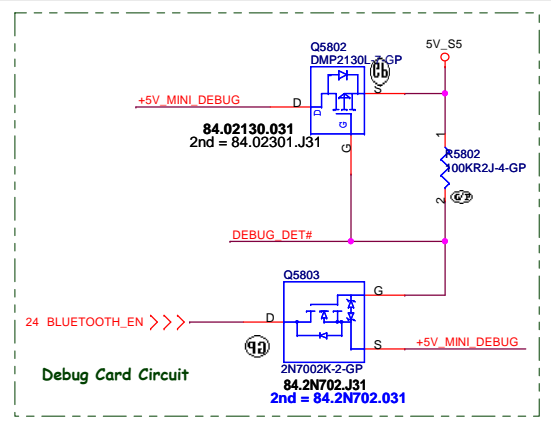 Q5802
DMP2130L-7-GP
5V_S5
+5V_MINI_DEBUG
D
S
D
G
G
84.02130.031
2nd = 84.02301.J31
1
R5802
100KR2J-4-GP
2
DEBUG_DET#
Q5803
G
24 BLUETOOTH_EN
D
S
+5V_MINI_DEBUG
2N7002K-2-GP
84.2N702.J31
2nd = 84.2N702.031
Debug Card Circuit